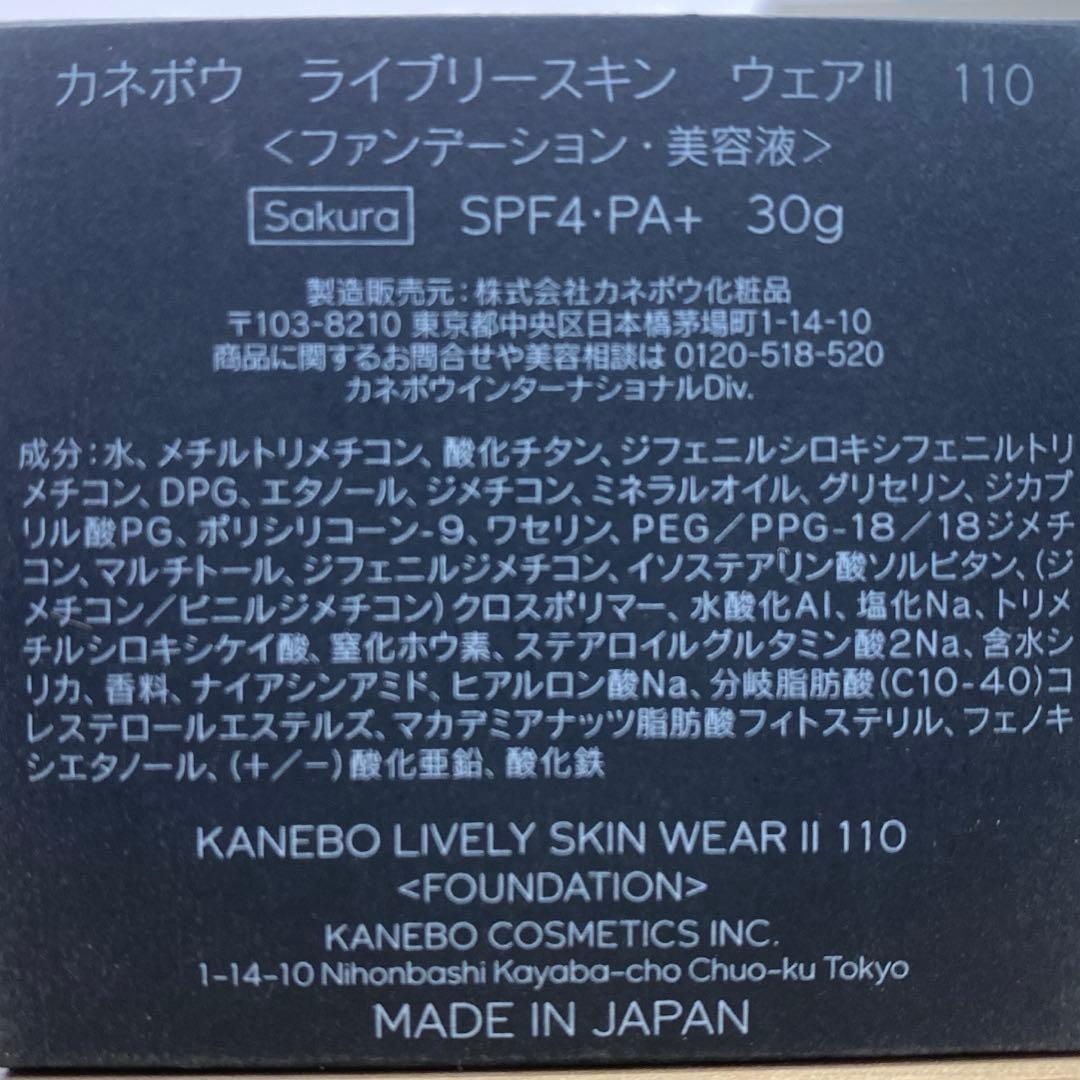 カネボウ ライブリースキン ウェアII 110
<ファンデーション・美容液>
Sakura SPF4・PA+ 30g
製造販売元:株式会社カネボウ化粧品
〒103-8210 東京都中央区日本橋茅場町1-14-10
商品に関するお問合せや美容相談は 0120-518-520
カネボウインターナショナルDiv.
成分:水、メチルトリメチコン、酸化チタン、ジフェニルシロキシフェニルトリ
メチコン、DPG、エタノール、ジメチコン、ミネラルオイル、グリセリン、ジカプ
リル酸PG、ポリシリコーン-9、ワセリン、PEG/PPG-18/18ジメチ
コン、マルチトール、ジフェニルジメチコン、イソステアリン酸ソルビタン、(ジ
メチコン/ビニルジメチコン)クロスポリマー、水酸化Al、塩化Na、トリメ
チルシロキシケイ酸、窒化ホウ素、ステアロイルグルタミン酸2Na、含水シ
リカ、香料、ナイアシンアミド、ヒアルロン酸Na、分岐脂肪酸(C10-40)コ
レステロールエステルズ、マカデミアナッツ脂肪酸フィトステリル、フェノキ
シエタノール、(+/-)酸化亜鉛、酸化鉄
KANEBO LIVELY SKIN WEAR II 110
<FOUNDATION>
KANEBO COSMETICS INC.
1-14-10 Nihonbashi Kayaba-cho Chuo-ku Tokyo
MADE IN JAPAN